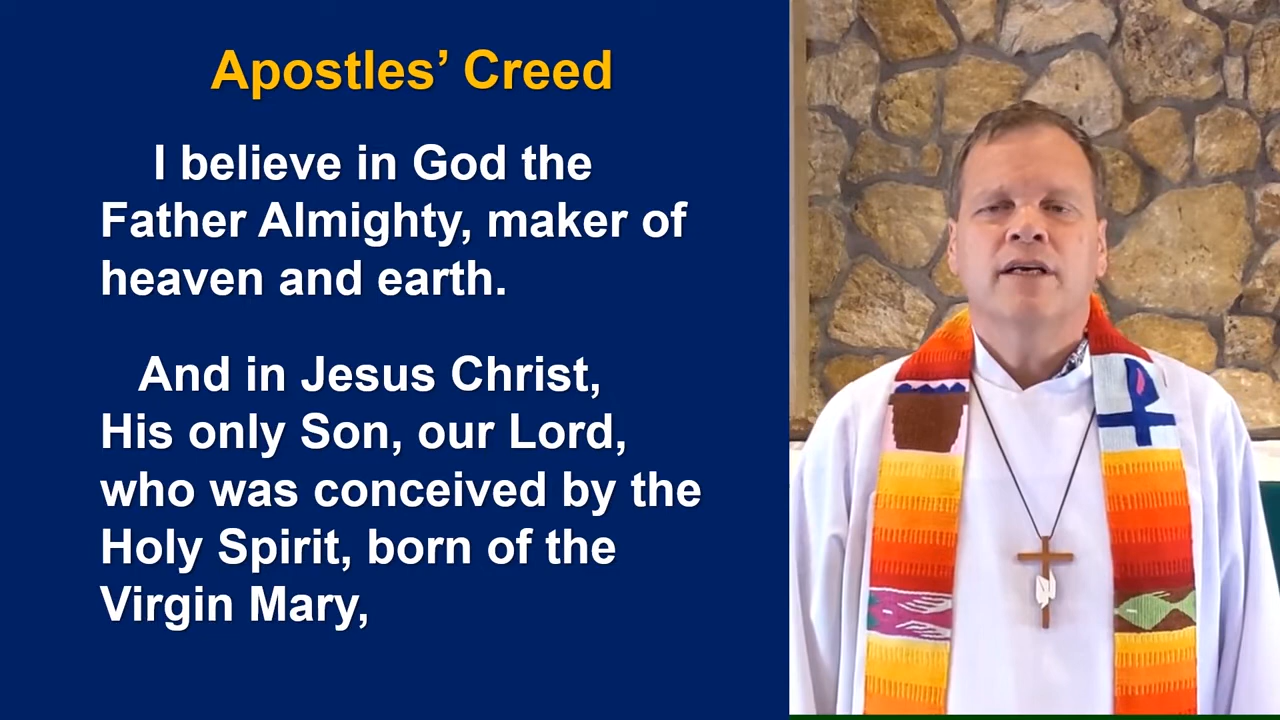 Apostles’ Creed
I believe in God the
Father Almighty, maker of
heaven and earth.
And in Jesus Christ,
His only Son, our Lord,
who was conceived by the
Holy Spirit, born of the
Virgin Mary,